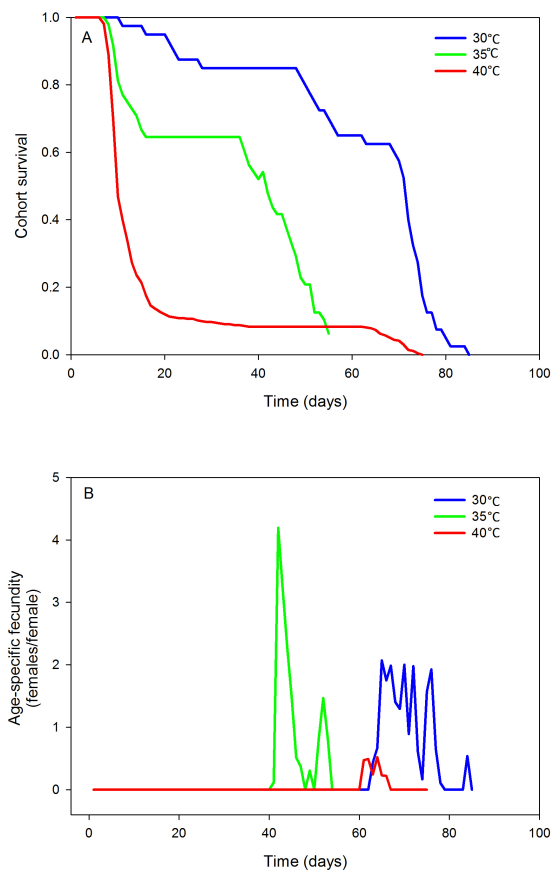 A
30°C
35°C
40°C
1.0
0.8
0.6
0.4
0.2
0.0
Cohort survival
0
20
40
60
80
100
Time (days)
B
30°C
35°C
40°C
5
4
3
2
1
0
Age-specific fecundity
(females/female)
0
20
40
60
80
100
Time (days)